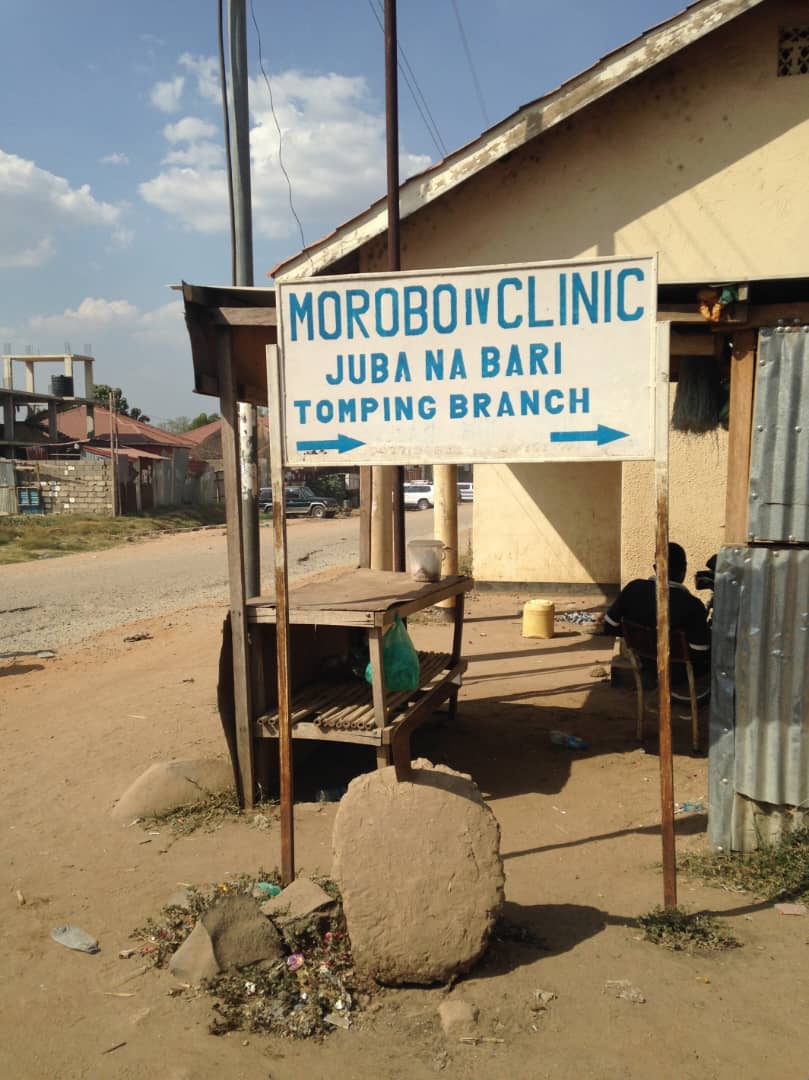 MOROBO IV CLINIC
JUBA NA BARI
TOMPING BRANCH